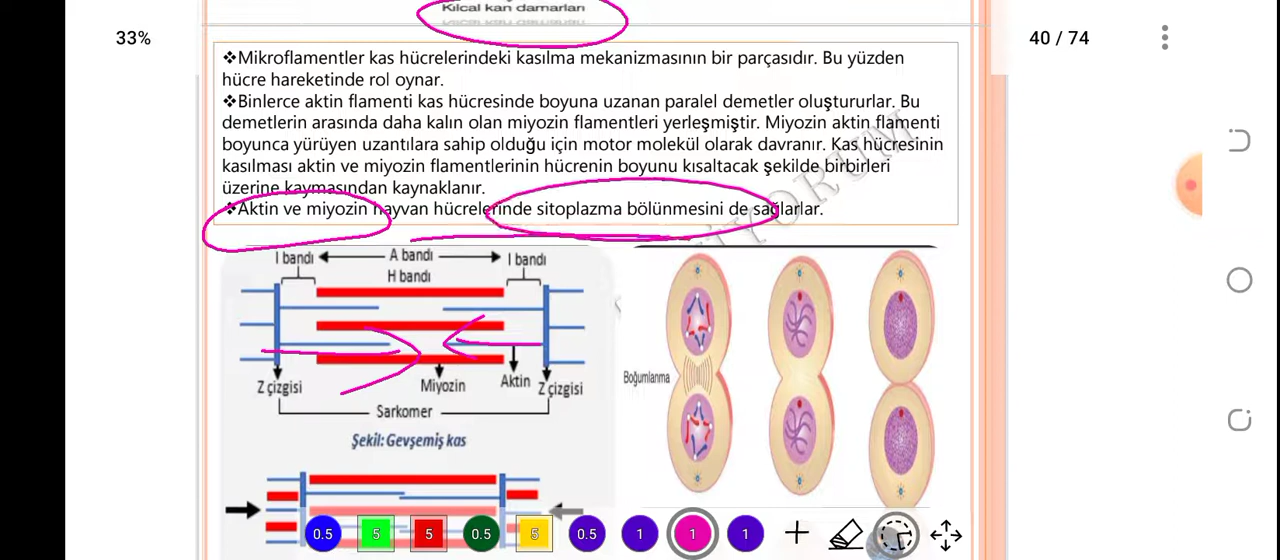 Kılcal kan damarları
33%
40 / 74
❖Mikroflamentler kas hücrelerindeki kasılma mekanizmasının bir parçasıdır. Bu yüzden
hücre hareketinde rol oynar.
❖Binlerce aktin flamenti kas hücresinde boyuna uzanan paralel demetler oluştururlar. Bu
demetlerin arasında daha kalın olan miyozin flamentleri yerleşmiştir. Miyozin aktin flamenti
boyunca yürüyen uzantılara sahip olduğu için motor molekül olarak davranır. Kas hücresinin
kasılması aktin ve miyozin flamentlerinin hücrenin boyunu kısaltacak şekilde birbirleri
üzerine kaymasından kaynaklanır.
❖Aktin ve miyozin hayvan hücrelerinde sitoplazma bölünmesini de sağlarlar.
I bandı A bandı I bandı
H bandı
Z çizgisi Miyozin Aktin Z çizgisi
Sarkomer
Şekil: Gevşemiş kas
Boğumlanma
0.5 5 5 0.5 5 0.5 1 1 1